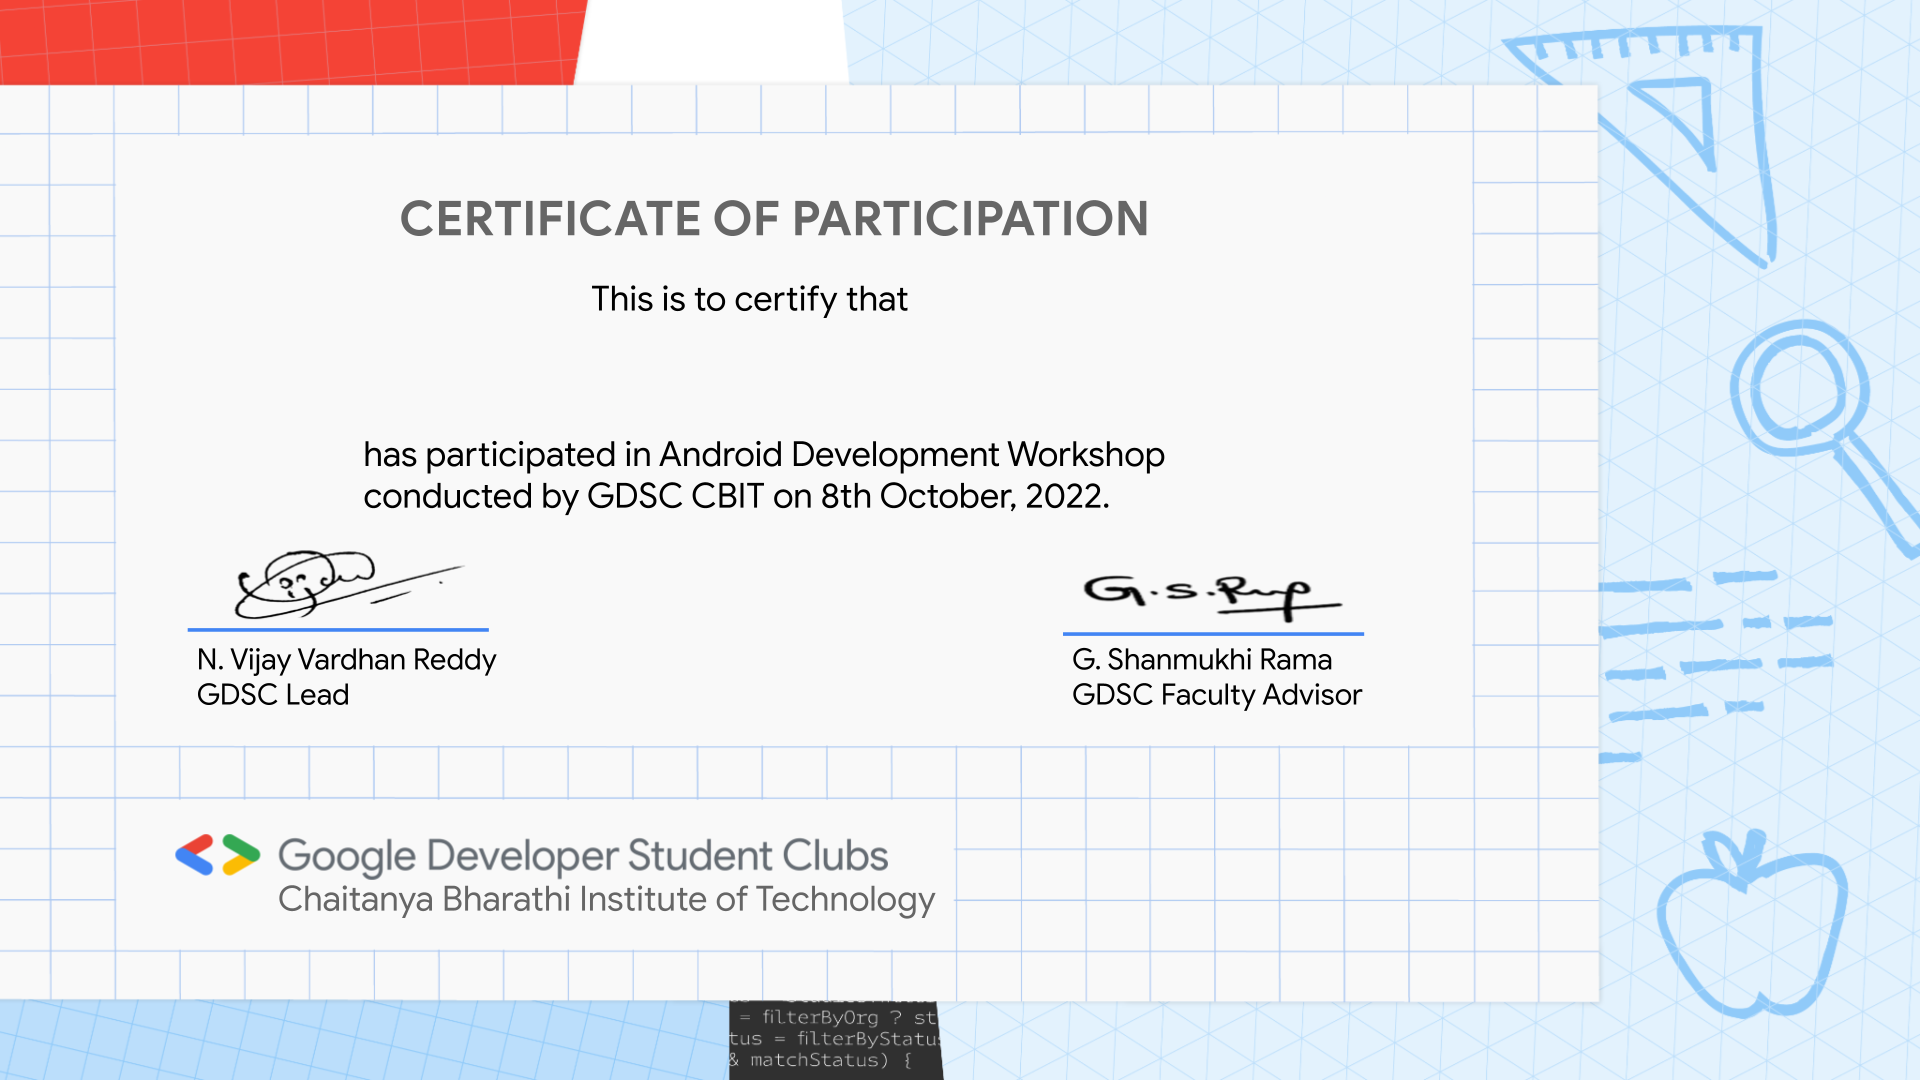 CERTIFICATE OF PARTICIPATION
This is to certify that
has participated in Android Development Workshop
conducted by GDSC CBIT on 8th October, 2022.
G.S.Rup
N. Vijay Vardhan Reddy
GDSC Lead
G. Shanmukhi Rama
GDSC Faculty Advisor
Google Developer Student Clubs
Chaitanya Bharathi Institute of Technology
= filterByOrg ? st
tus = filterByStatu
& matchStatus) {